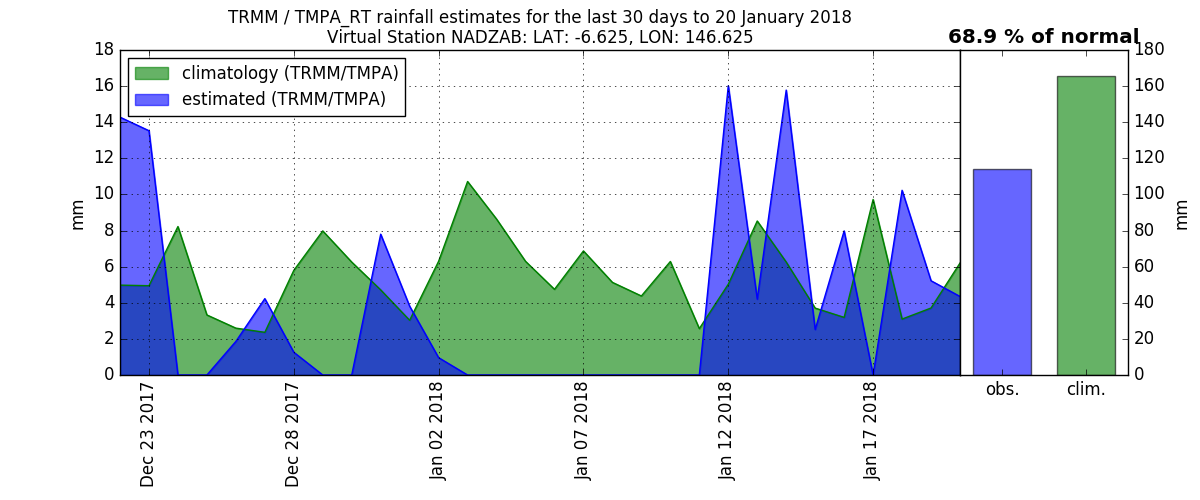 TRMM / TMPA_RT rainfall estimates for the last 30 days to 20 January 2018
Virtual Station NADZAB: LAT: -6.625, LON: 146.625
68.9 % of normal
climatology (TRMM/TMPA)
estimated (TRMM/TMPA)
18
16
14
12
10
8
6
4
2
0
mm
Dec 23 2017
Dec 28 2017
Jan 02 2018
Jan 07 2018
Jan 12 2018
Jan 17 2018
obs.
clim.
180
160
140
120
100
80
60
40
20
0
mm